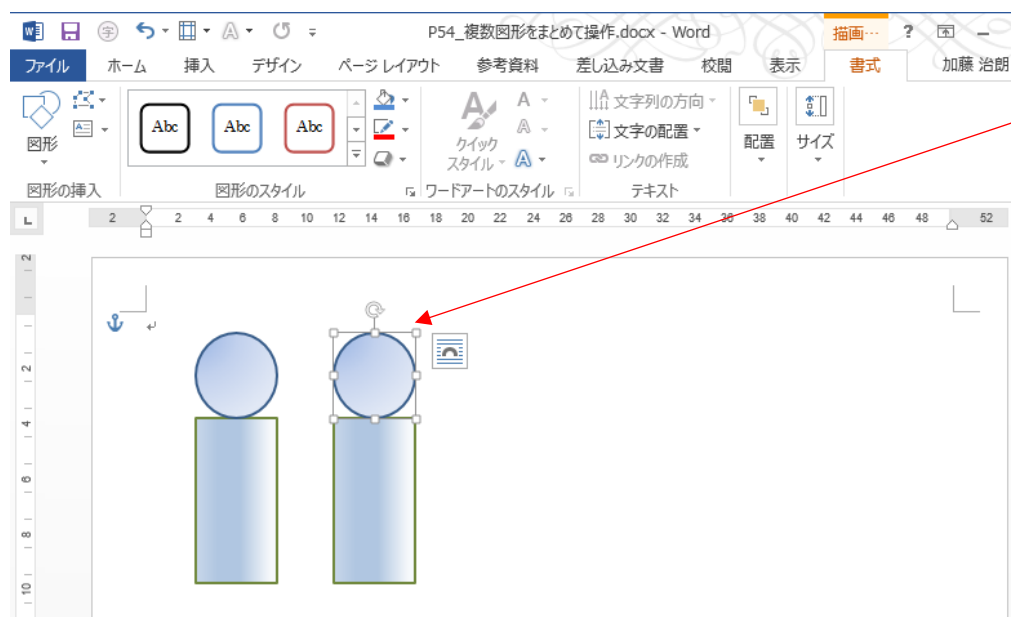 P54_複数図形をまとめて操作.docx - Word 描画… ?
ファイル ホーム 挿入 デザイン ページ レイアウト 参考資料 差し込み文書 校閲 表示 書式 加藤 治朗
字 A
Abc Abc Abc
図形
クイック
スタイル
A A A A
文字列の方向
文字の配置
リンクの作成
配置 サイズ
図形の挿入 図形のスタイル ワードアートのスタイル テキスト
L 2 2 4 6 8 10 12 14 16 18 20 22 24 26 28 30 32 34 36 38 40 42 44 46 48 52
2
2
4
6
8
10